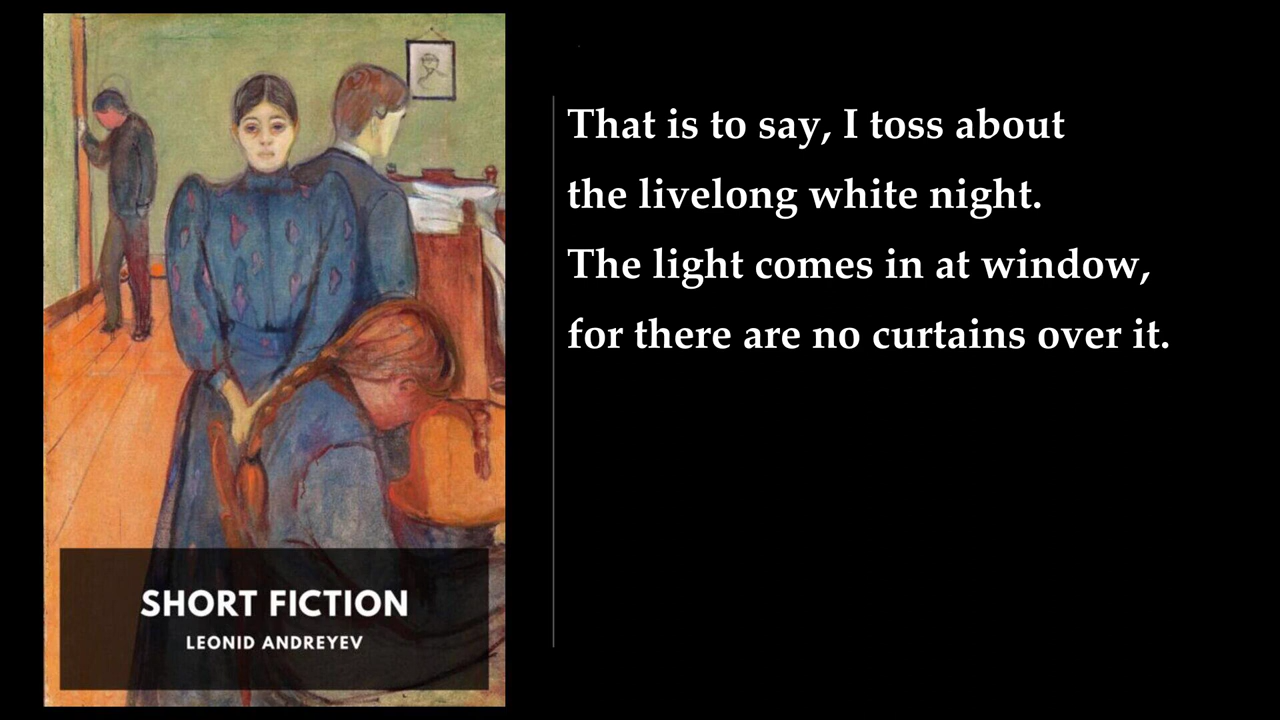 That is to say, I toss about
the livelong white night.
The light comes in at window,
for there are no curtains over it.
SHORT FICTION
LEONID ANDREYEV